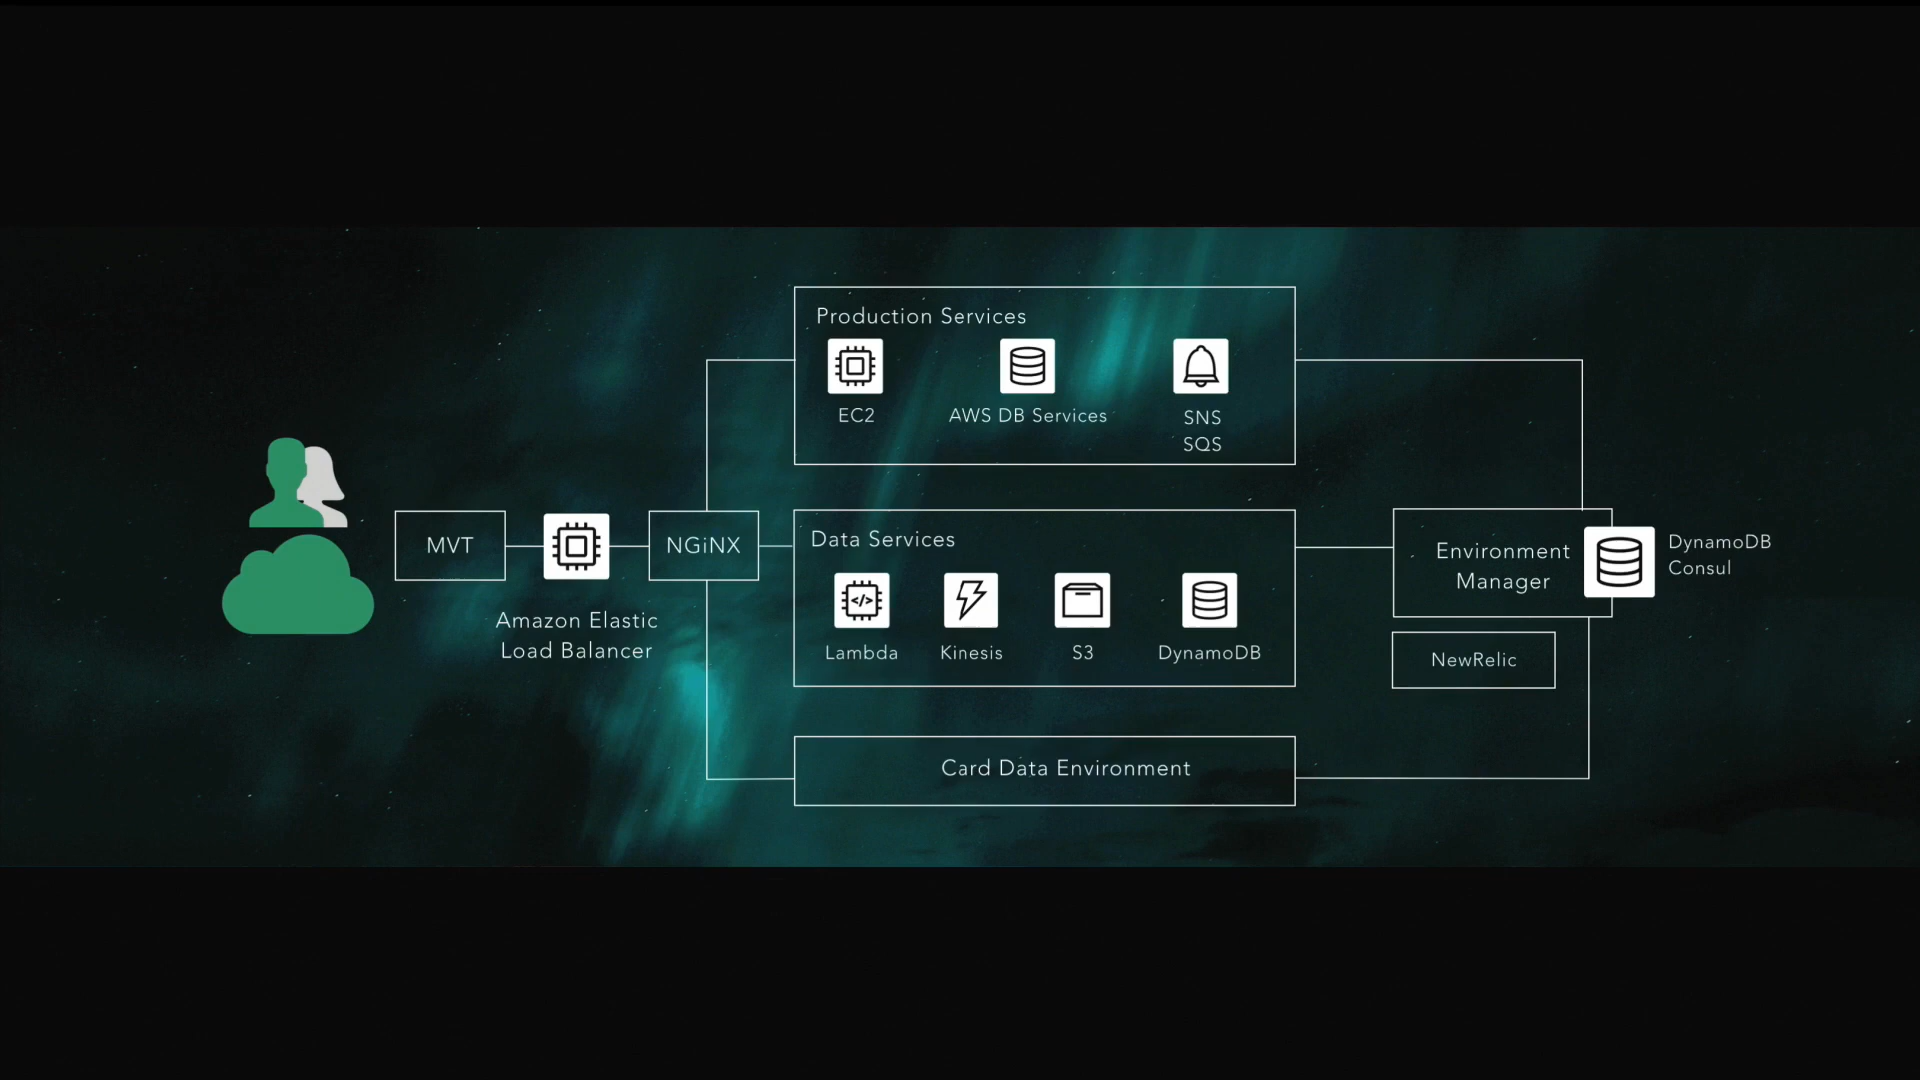 MVT
Amazon Elastic
Load Balancer
NGiNX
Production Services
EC2
AWS DB Services
SNS
SQS
Data Services
</>
Lambda
Kinesis
S3
DynamoDB
Card Data Environment
Environment
Manager
DynamoDB
Consul
NewRelic